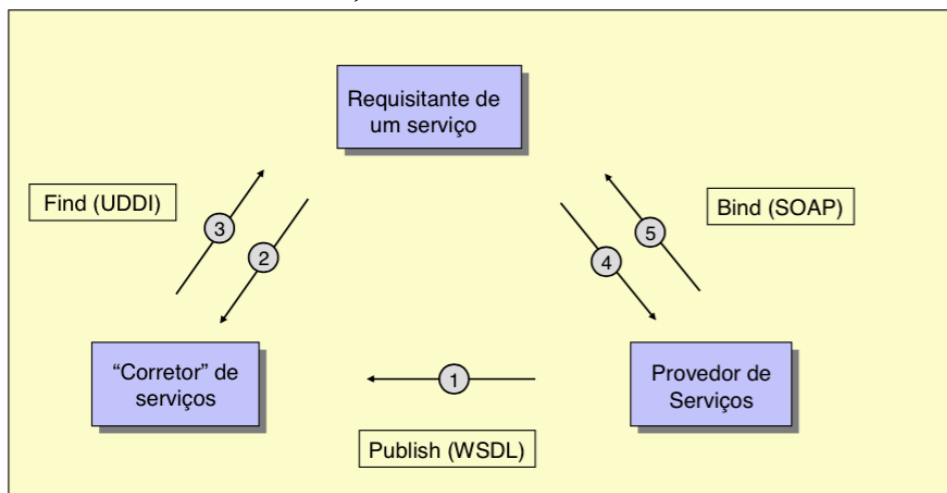 Requisitante de
um serviço
Find (UDDI)
Bind (SOAP)
3
2
4
5
“Corretor” de
serviços
1
Provedor de
Serviços
Publish (WSDL)